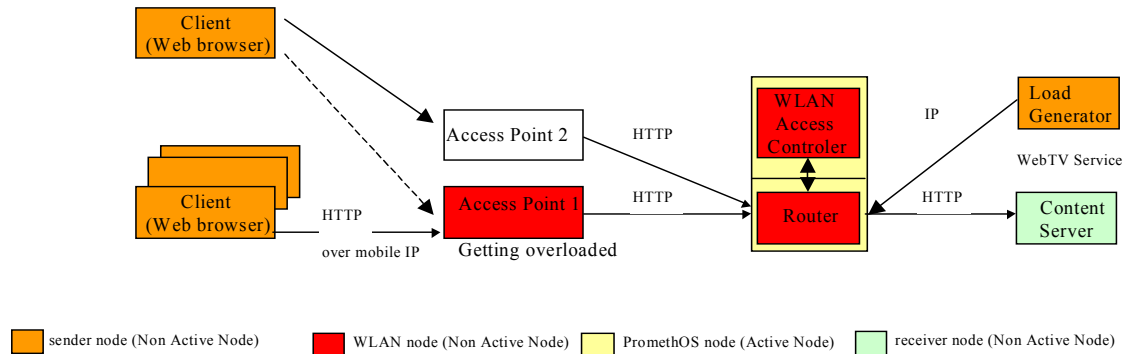 Client
(Web browser)
Access Point 2
HTTP
WLAN
Access
Controler
IP
Load
Generator
WebTV Service
Client
(Web browser)
HTTP
over mobile IP
Access Point 1
Getting overloaded
HTTP
Router
HTTP
Content
Server
sender node (Non Active Node)
WLAN node (Non Active Node)
PromethOS node (Active Node)
receiver node (Non Active Node)